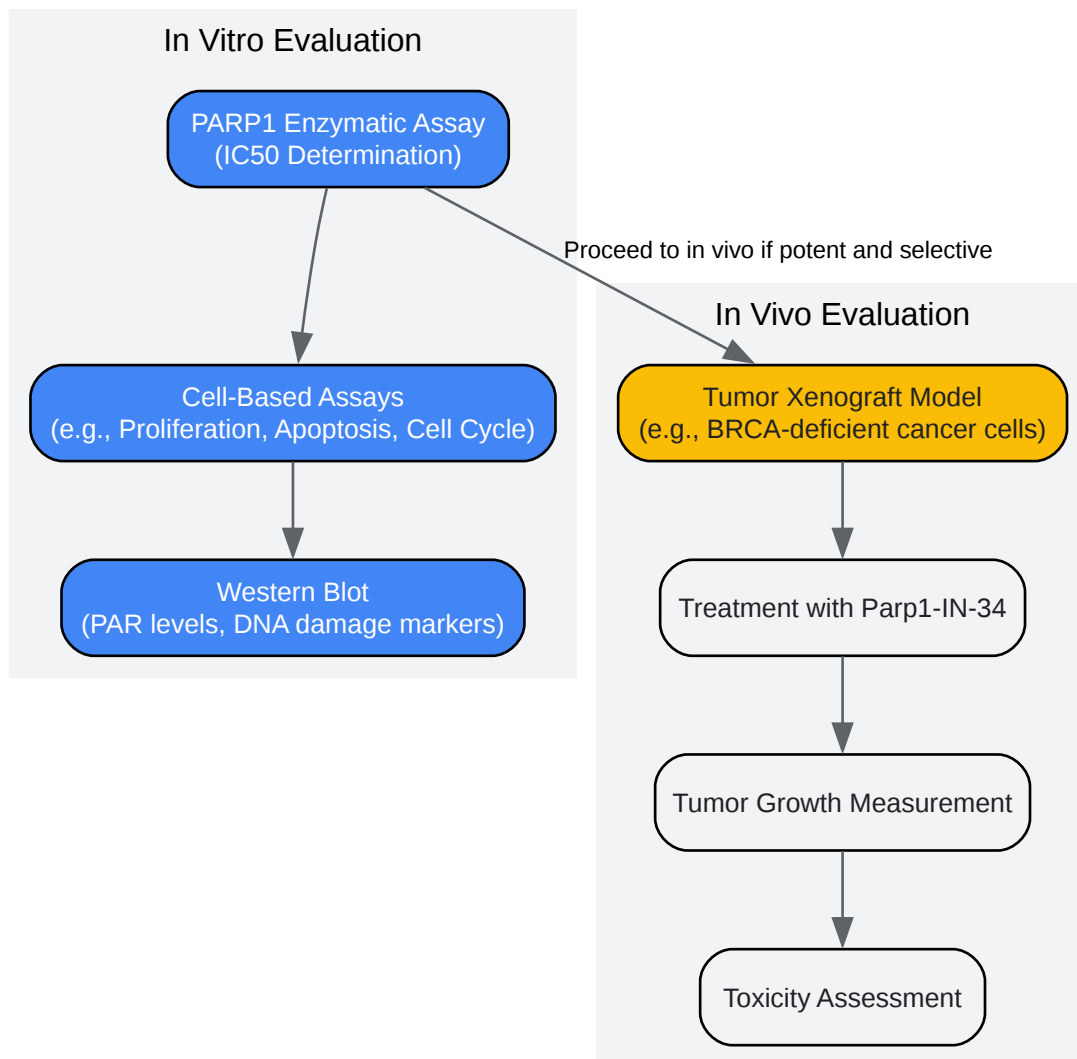 In Vitro Evaluation
PARP1 Enzymatic Assay
(IC50 Determination)
Proceed to in vivo if potent and selective
In Vivo Evaluation
Cell-Based Assays
(e.g., Proliferation, Apoptosis, Cell Cycle)
Tumor Xenograft Model
(e.g., BRCA-deficient cancer cells)
Western Blot
(PAR levels, DNA damage markers)
Treatment with Parp1-IN-34
Tumor Growth Measurement
Toxicity Assessment